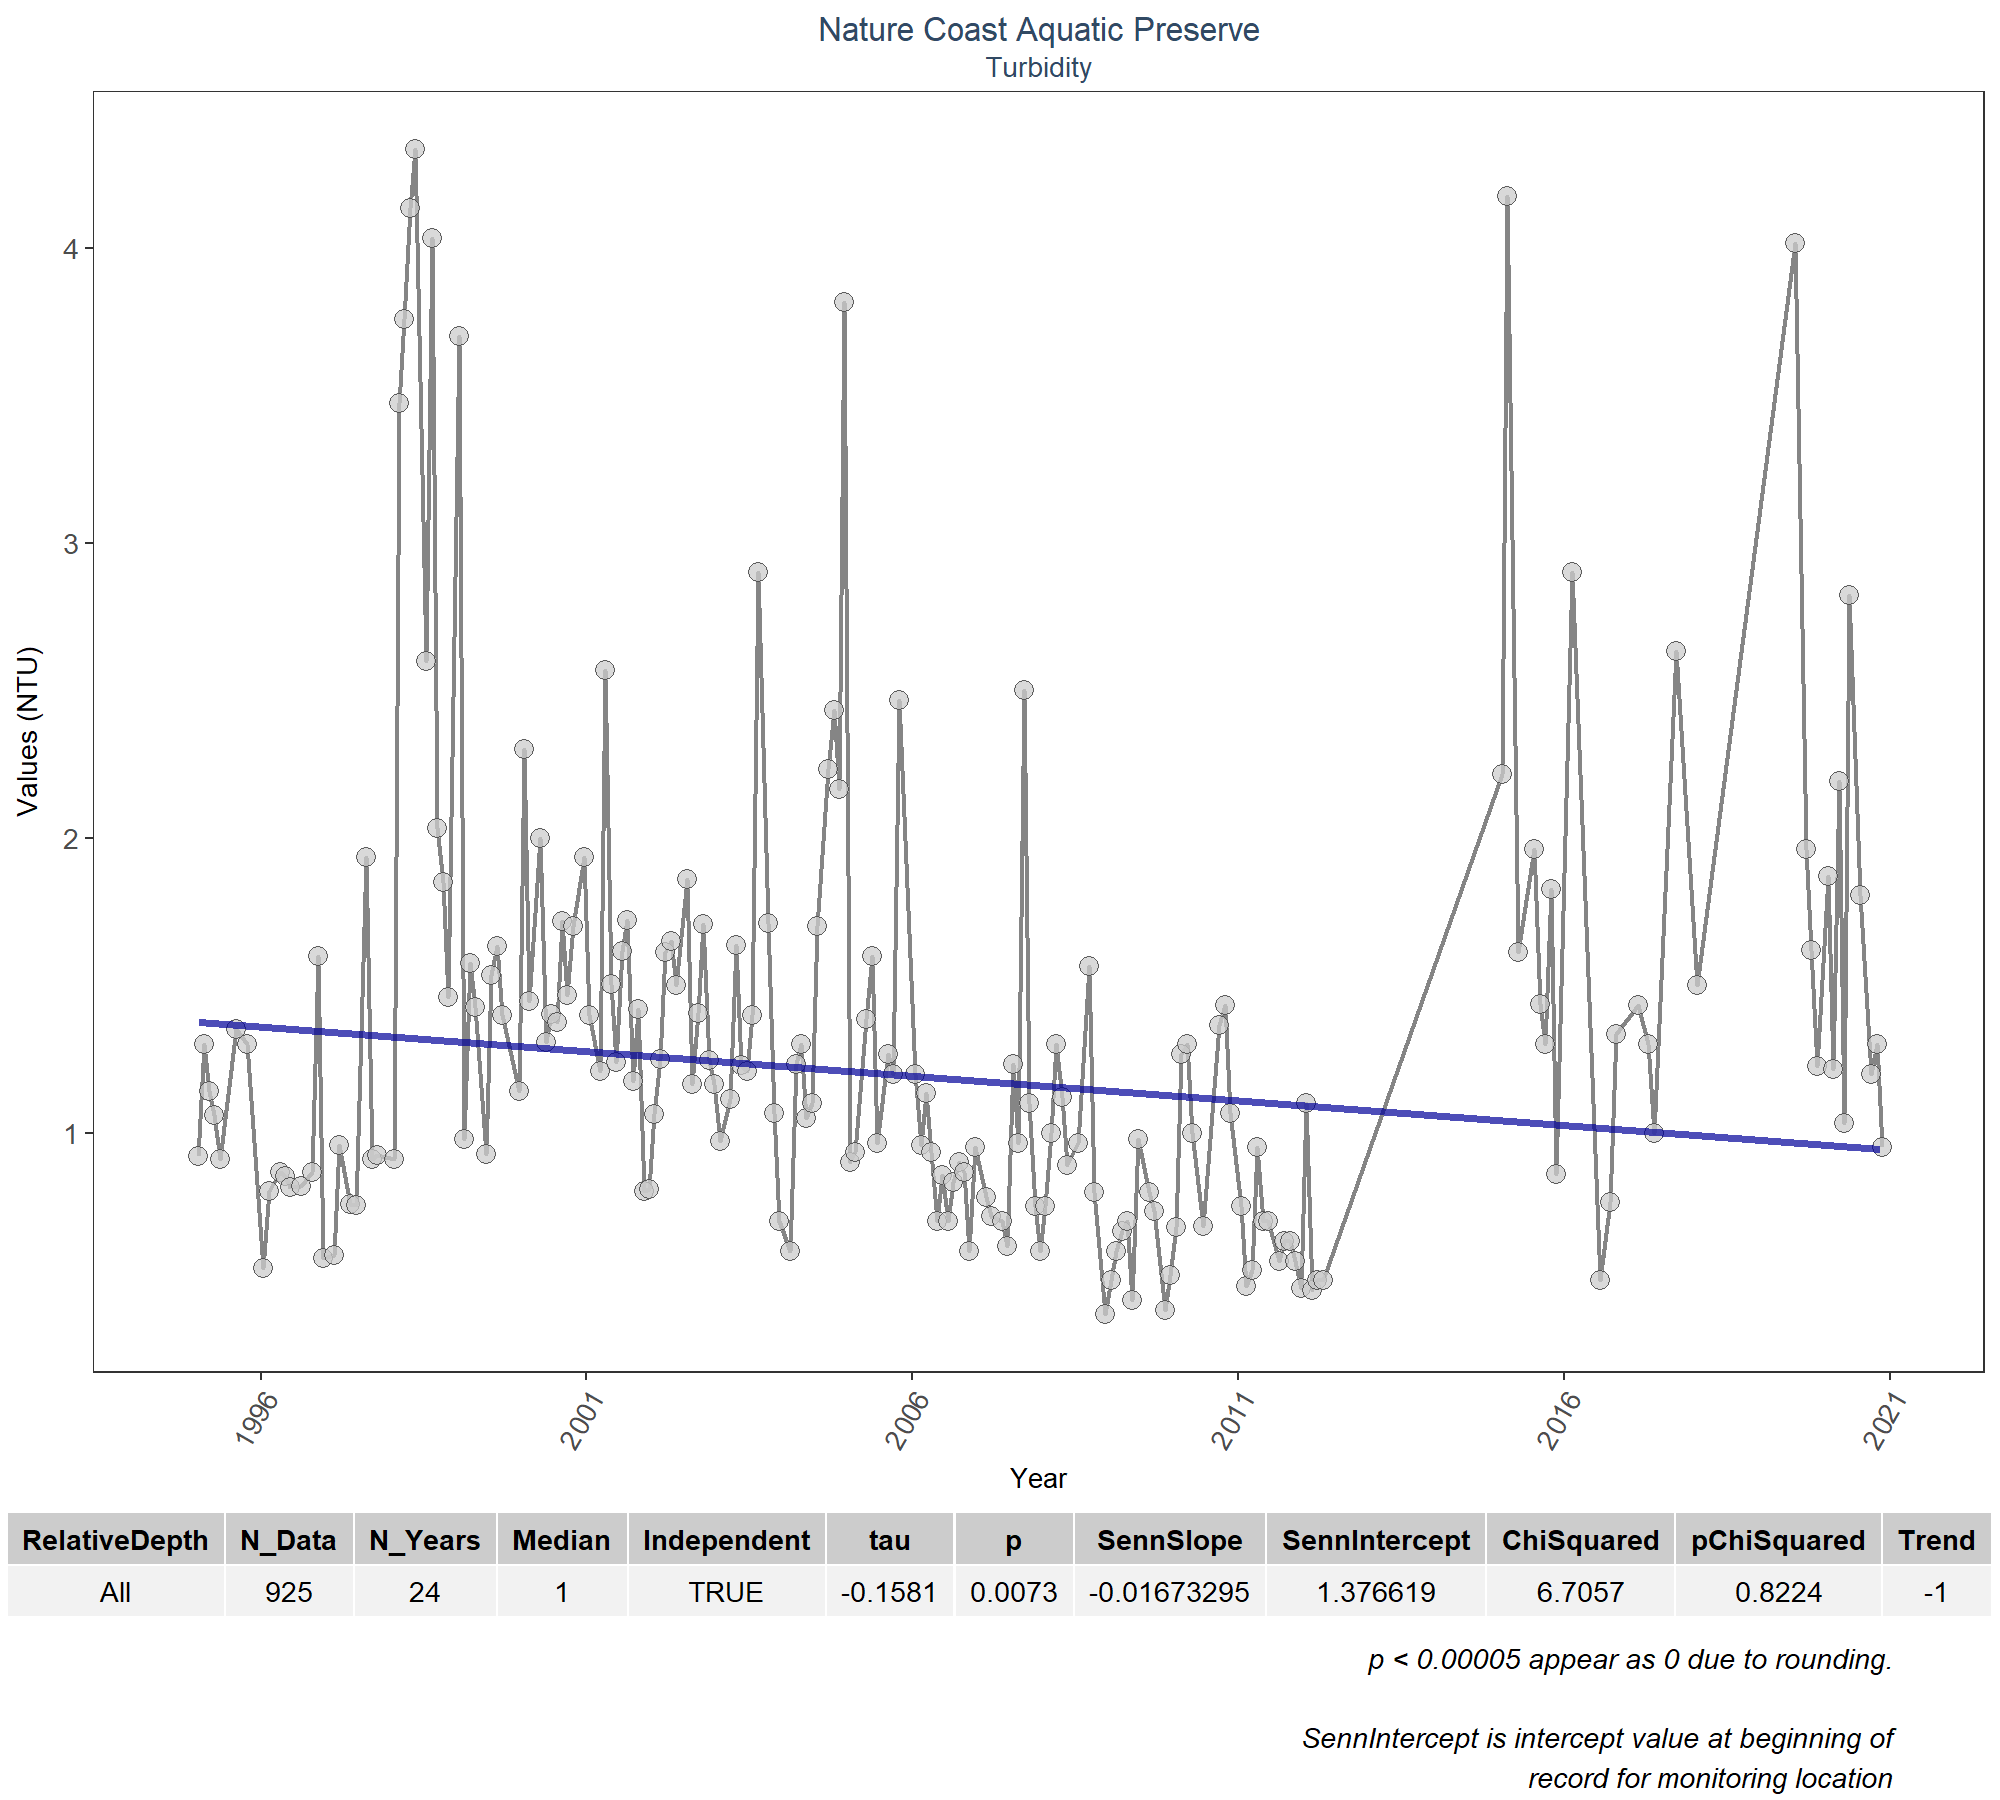 Nature Coast Aquatic Preserve
Turbidity
Values (NTU)
4
3
2
1
1996 2001 2006 2011 2016 2021
Year
RelativeDepth N_Data N_Years Median Independent tau p SennSlope SennIntercept ChiSquared pChiSquared Trend
All 925 24 1 TRUE -0.1581 0.0073 -0.01673295 1.376619 6.7057 0.8224 -1
p < 0.00005 appear as 0 due to rounding.
SennIntercept is intercept value at beginning of
record for monitoring location